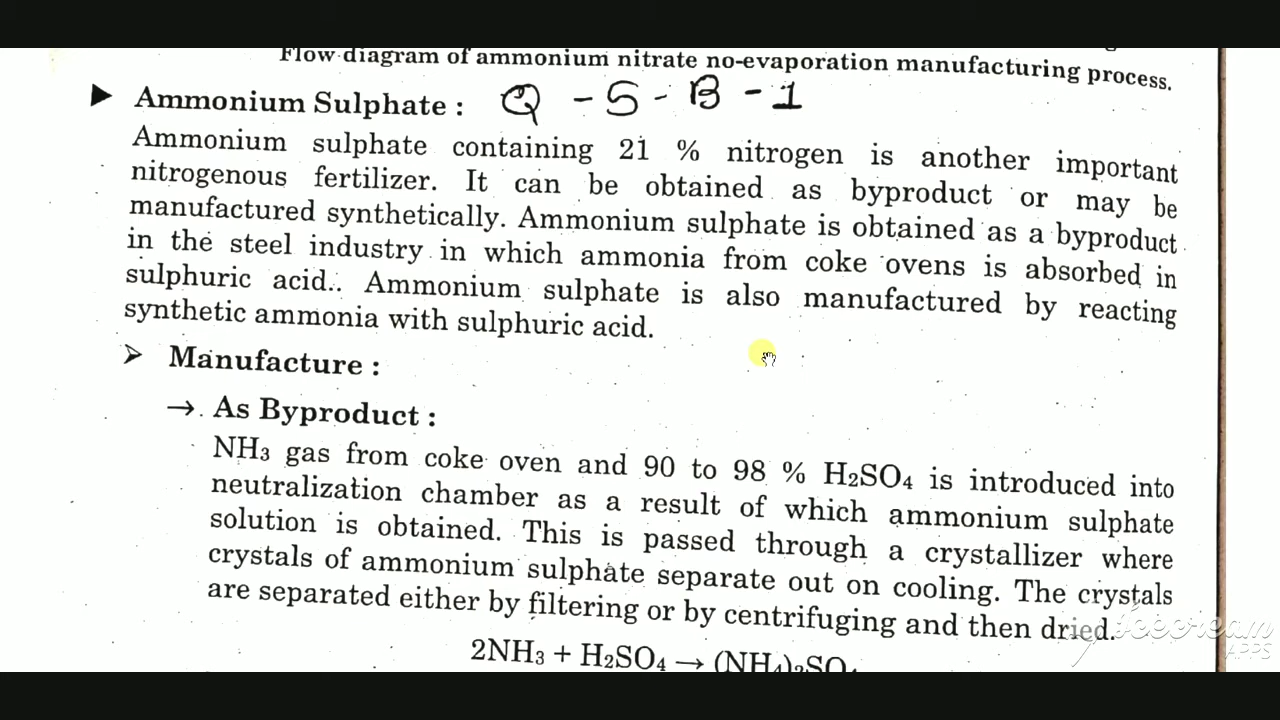 Flow diagram of ammonium nitrate no-evaporation manufacturing process.
► Ammonium Sulphate : Q - 5 - B - 1
Ammonium sulphate containing 21 % nitrogen is another important
nitrogenous fertilizer. It can be obtained as byproduct or may be
manufactured synthetically. Ammonium sulphate is obtained as a byproduct
in the steel industry in which ammonia from coke ovens is absorbed in
sulphuric acid.. Ammonium sulphate is also manufactured by reacting
synthetic ammonia with sulphuric acid.
➢ Manufacture :
→ As Byproduct :
NH₃ gas from coke oven and 90 to 98 % H₂SO₄ is introduced into
neutralization chamber as a result of which ammonium sulphate
solution is obtained. This is passed through a crystallizer where
crystals of ammonium sulphate separate out on cooling. The crystals
are separated either by filtering or by centrifuging and then dried.
2NH₃ + H₂SO₄ → (NH₄)₂SO₄
Icecream
APPS